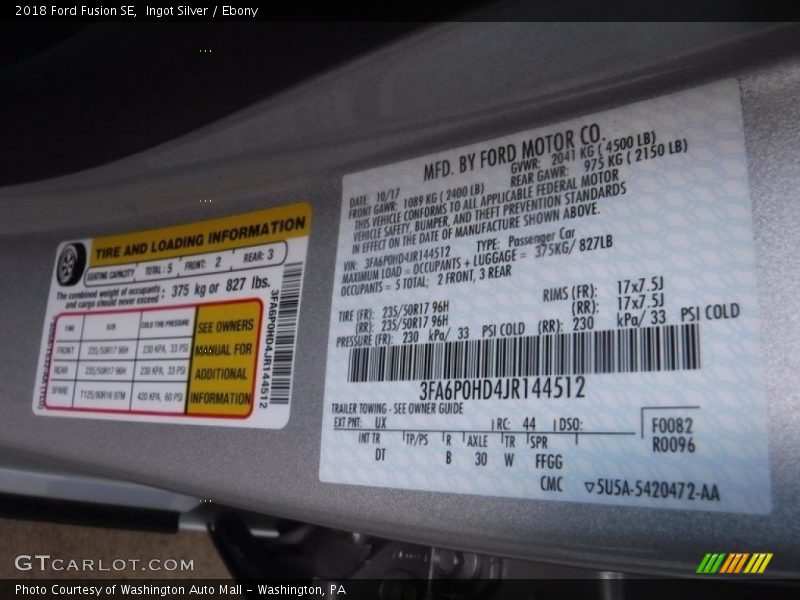 2018 Ford Fusion SE,  Ingot Silver / Ebony
TIRE AND LOADING INFORMATION
SEATING CAPACITY TOTAL: 5 FRONT: 2 REAR: 3
The combined weight of occupants and cargo should never exceed : 375 kg or 827 lbs.
TIRE SIZE COLD TIRE PRESSURE
FRONT 235/50R17 96H 230 KPA, 33 PSI
REAR 235/50R17 96H 230 KPA, 33 PSI
SPARE T125/80R16 97M 420 KPA, 60 PSI
SEE OWNERS
MANUAL FOR
ADDITIONAL
INFORMATION
3FA6P0HD4JR144512
MFD. BY FORD MOTOR CO.
DATE: 10/17 GVWR: 2041 KG ( 4500 LB)
FRONT GAWR: 1089 KG ( 2400 LB) REAR GAWR: 975 KG ( 2150 LB)
THIS VEHICLE CONFORMS TO ALL APPLICABLE FEDERAL MOTOR
VEHICLE SAFETY, BUMPER, AND THEFT PREVENTION STANDARDS
IN EFFECT ON THE DATE OF MANUFACTURE SHOWN ABOVE.
VIN: 3FA6P0HD4JR144512 TYPE: Passenger Car
MAXIMUM LOAD = OCCUPANTS + LUGGAGE = 375KG/ 827LB
OCCUPANTS = 5 TOTAL; 2 FRONT, 3 REAR
TIRE (FR): 235/50R17 96H RIMS (FR): 17x7.5J
(RR): 235/50R17 96H (RR): 17x7.5J
PRESSURE (FR): 230 kPa/ 33 PSI COLD (RR): 230 kPa/ 33 PSI COLD
3FA6P0HD4JR144512
TRAILER TOWING - SEE OWNER GUIDE
EXT PNT: UX RC: 44 DSO: F0082
INT TR TP/PS R AXLE TR SPR R0096
DT B 30 W FFGG
CMC ▽5U5A-5420472-AA
GTCARLOT.COM
Photo Courtesy of Washington Auto Mall – Washington, PA